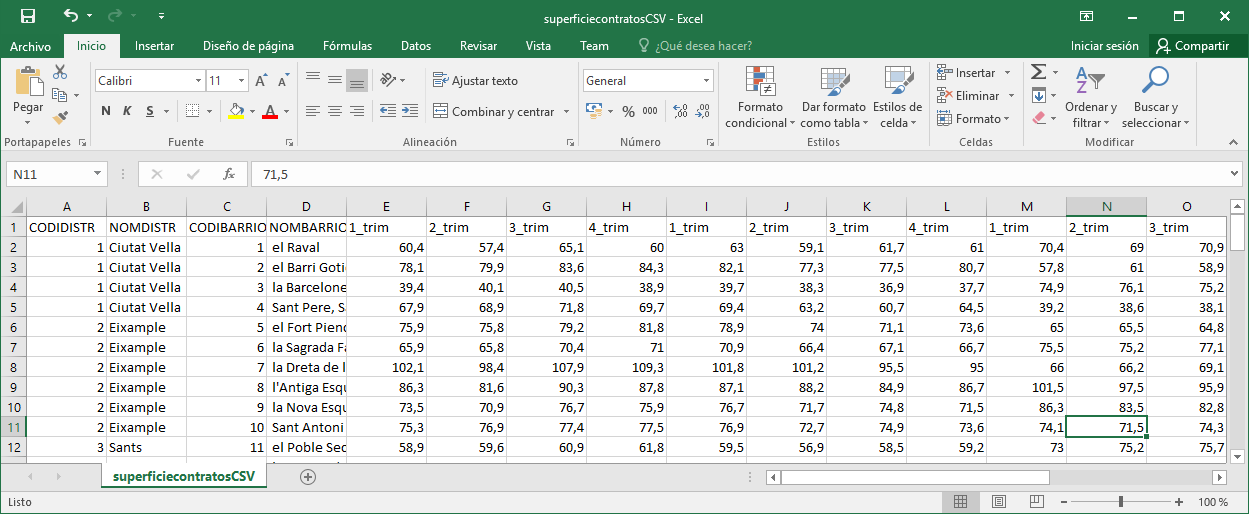 superficiecontratosCSV - Excel
Archivo Inicio Insertar Diseño de página Fórmulas Datos Revisar Vista Team ¿Qué desea hacer? Iniciar sesión Compartir
Pegar
Portapapeles
Calibri 11
N K S A
Fuente
Ajustar texto
Combinar y centrar
Alineación
General
% 000
Número
Formato condicional
Dar formato como tabla
Estilos de celda
Estilos
Insertar
Eliminar
Formato
Celdas
Ordenar y filtrar
Buscar y seleccionar
Modificar
N11 fx 71,5
A B C D E F G H I J K L M N O
1 CODIDISTR NOMDISTR CODIBARRIO NOMBARRIO 1_trim 2_trim 3_trim 4_trim 1_trim 2_trim 3_trim 4_trim 1_trim 2_trim 3_trim
2 1 Ciutat Vella 1 el Raval 60,4 57,4 65,1 60 63 59,1 61,7 61 70,4 69 70,9
3 1 Ciutat Vella 2 el Barri Goti 78,1 79,9 83,6 84,3 82,1 77,3 77,5 80,7 57,8 61 58,9
4 1 Ciutat Vella 3 la Barcelone 39,4 40,1 40,5 38,9 39,7 38,3 36,9 37,7 74,9 76,1 75,2
5 1 Ciutat Vella 4 Sant Pere, Sa 67,9 68,9 71,8 69,7 69,4 63,2 60,7 64,5 39,2 38,6 38,1
6 2 Eixample 5 el Fort Pienc 75,9 75,8 79,2 81,8 78,9 74 71,1 73,6 65 65,5 64,8
7 2 Eixample 6 la Sagrada Fa 65,9 65,8 70,4 71 70,9 66,4 67,1 66,7 75,5 75,2 77,1
8 2 Eixample 7 la Dreta de l 102,1 98,4 107,9 109,3 101,8 101,2 95,5 95 66 66,2 69,1
9 2 Eixample 8 l'Antiga Esqu 86,3 81,6 90,3 87,8 87,1 88,2 84,9 86,7 101,5 97,5 95,9
10 2 Eixample 9 la Nova Esqu 73,5 70,9 76,7 75,9 76,7 71,7 74,8 71,5 86,3 83,5 82,8
11 2 Eixample 10 Sant Antoni 75,3 76,9 77,4 77,5 76,9 72,7 74,9 73,6 74,1 71,5 74,3
12 3 Sants 11 el Poble Sec 58,9 59,6 60,9 61,8 59,5 56,9 58,5 59,2 73 75,2 75,7
superficiecontratosCSV
Listo 100 %